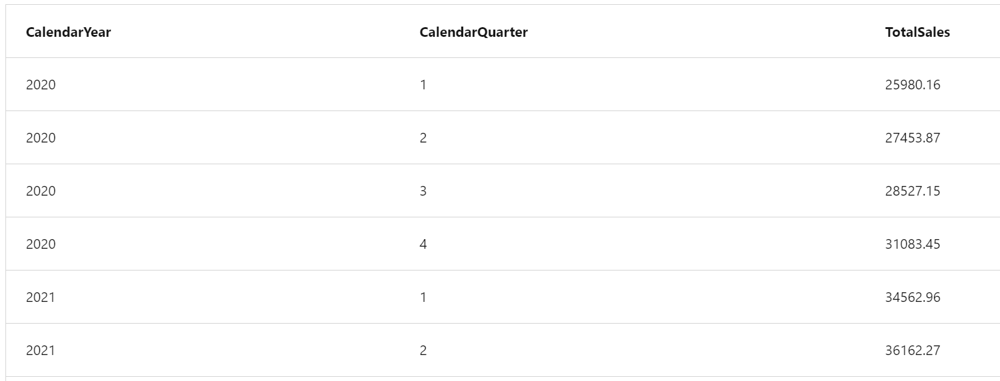 CalendarYear CalendarQuarter TotalSales
2020 1 25980.16
2020 2 27453.87
2020 3 28527.15
2020 4 31083.45
2021 1 34562.96
2021 2 36162.27